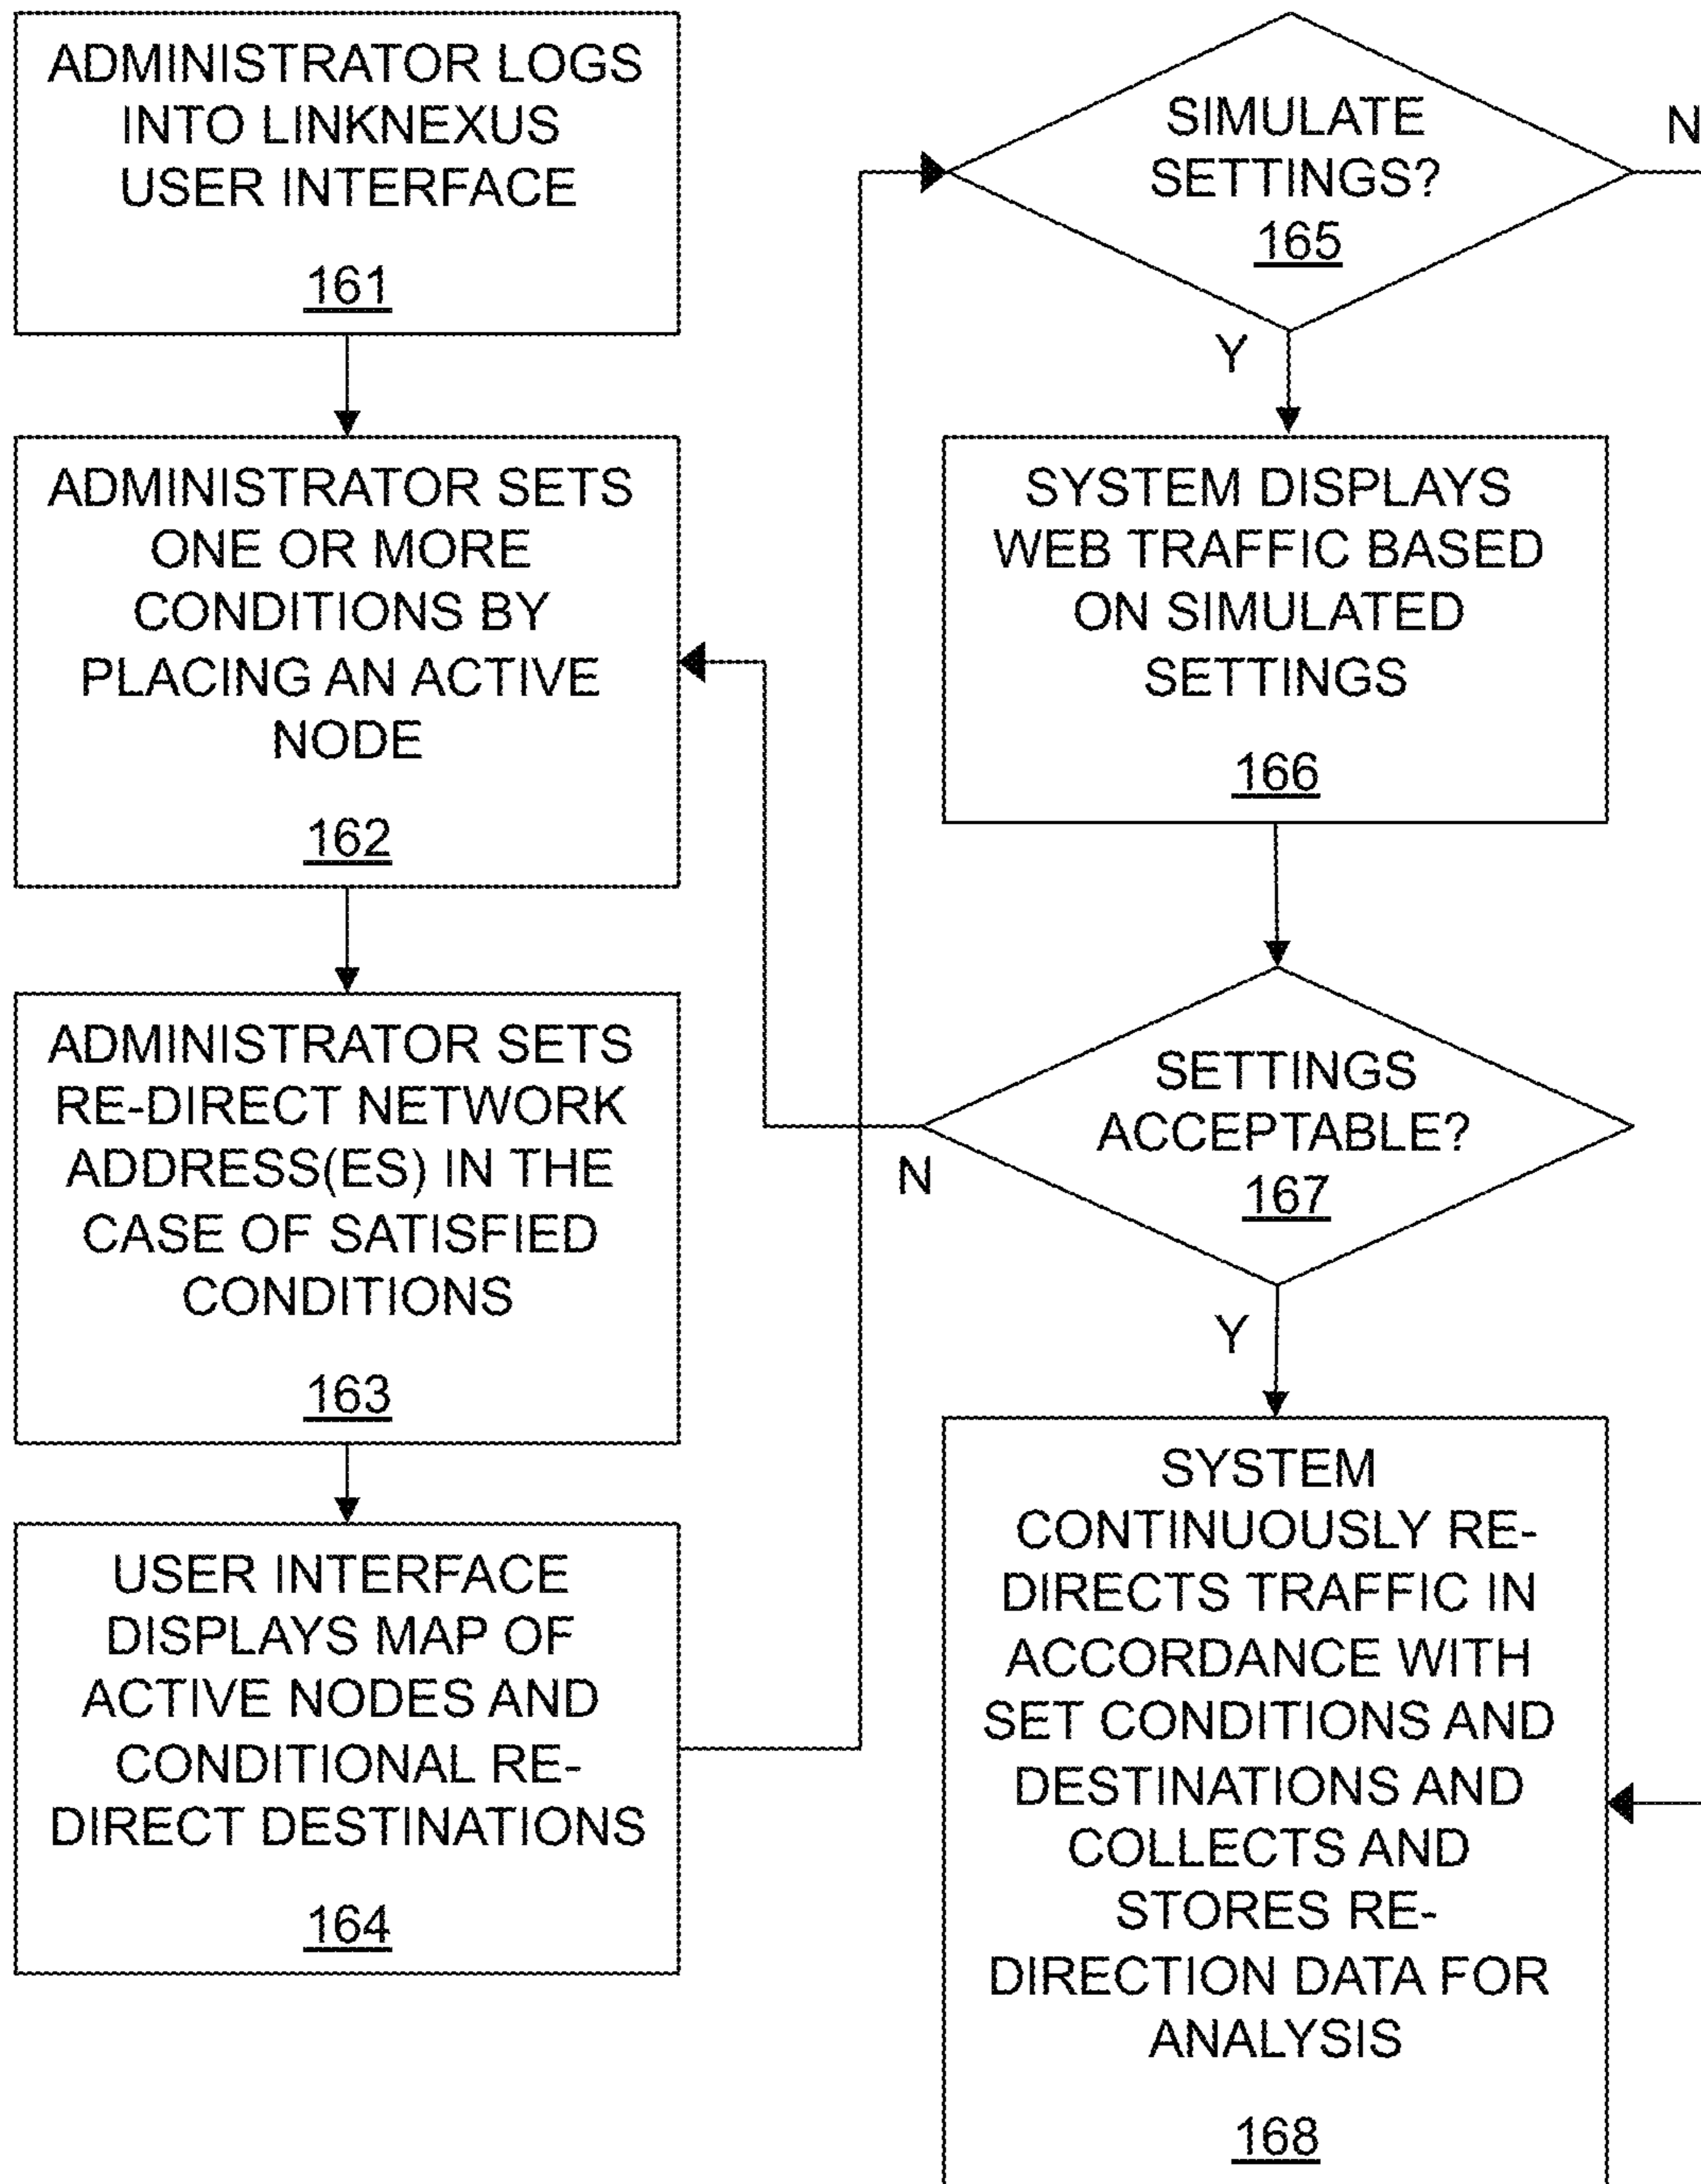 ADMINISTRATOR LOGS
INTO LINKNEXUS
USER INTERFACE
161
ADMINISTRATOR SETS
ONE OR MORE
CONDITIONS BY
PLACING AN ACTIVE
NODE
162
ADMINISTRATOR SETS
RE-DIRECT NETWORK
ADDRESS(ES) IN THE
CASE OF SATISFIED
CONDITIONS
163
USER INTERFACE
DISPLAYS MAP OF
ACTIVE NODES AND
CONDITIONAL RE-
DIRECT DESTINATIONS
164
SIMULATE
SETTINGS?
165
N
Y
SYSTEM DISPLAYS
WEB TRAFFIC BASED
ON SIMULATED
SETTINGS
166
SETTINGS
ACCEPTABLE?
167
N
Y
SYSTEM
CONTINUOUSLY RE-
DIRECTS TRAFFIC IN
ACCORDANCE WITH
SET CONDITIONS AND
DESTINATIONS AND
COLLECTS AND
STORES RE-
DIRECTION DATA FOR
ANALYSIS
168